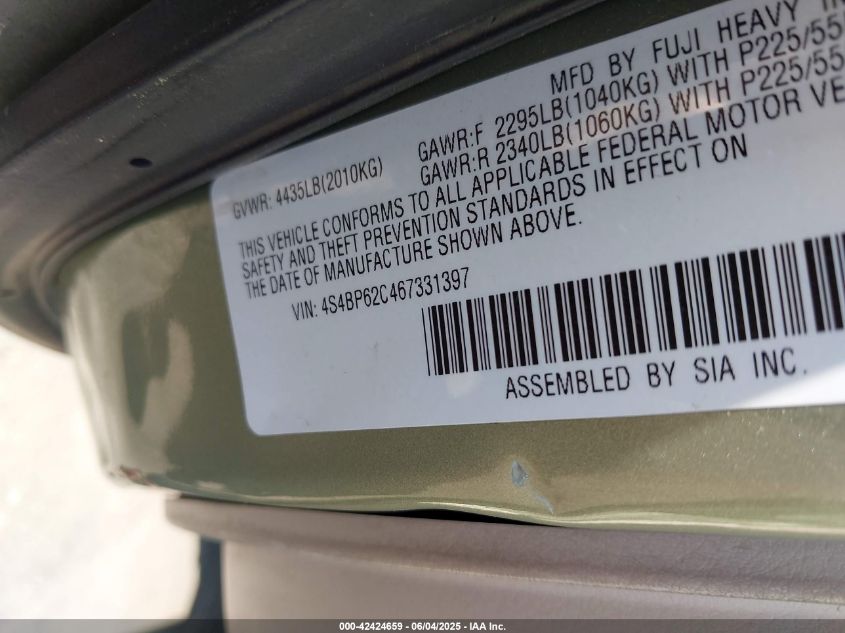 MFD BY FUJI HEAVY
GVWR: 4435LB(2010KG) GAWR:F 2295LB(1040KG) WITH P225/55
GAWR:R 2340LB(1060KG) WITH P225/55
THIS VEHICLE CONFORMS TO ALL APPLICABLE FEDERAL MOTOR VE
SAFETY AND THEFT PREVENTION STANDARDS IN EFFECT ON
THE DATE OF MANUFACTURE SHOWN ABOVE.
VIN: 4S4BP62C467331397
ASSEMBLED BY SIA INC.
000-42424659 - 06/04/2025 - IAA Inc.